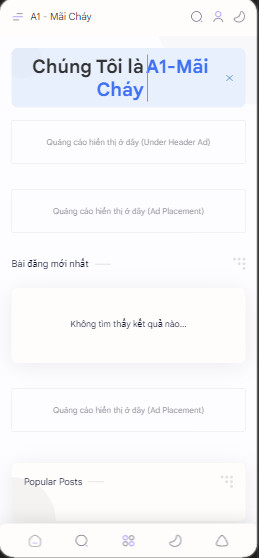 A1 - Mãi Cháy
Chúng Tôi là A1-Mãi
Cháy
Quảng cáo hiển thị ở đây (Under Header Ad)
Quảng cáo hiển thị ở đây (Ad Placement)
Bài đăng mới nhất
Không tìm thấy kết quả nào...
Quảng cáo hiển thị ở đây (Ad Placement)
Popular Posts